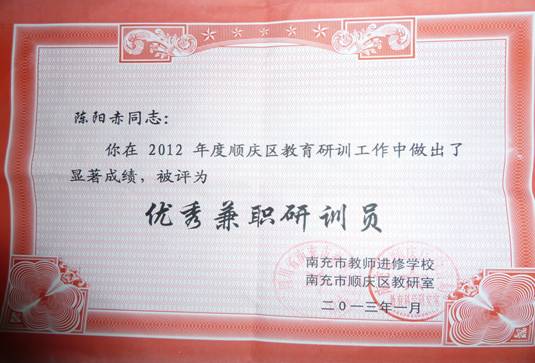 陈阳赤同志：
你在 2012 年度顺庆区教育研训工作中做出了
显著成绩，被评为
优秀兼职研训员
南充市教师进修学校
南充市顺庆区教研室
二〇一三年一月